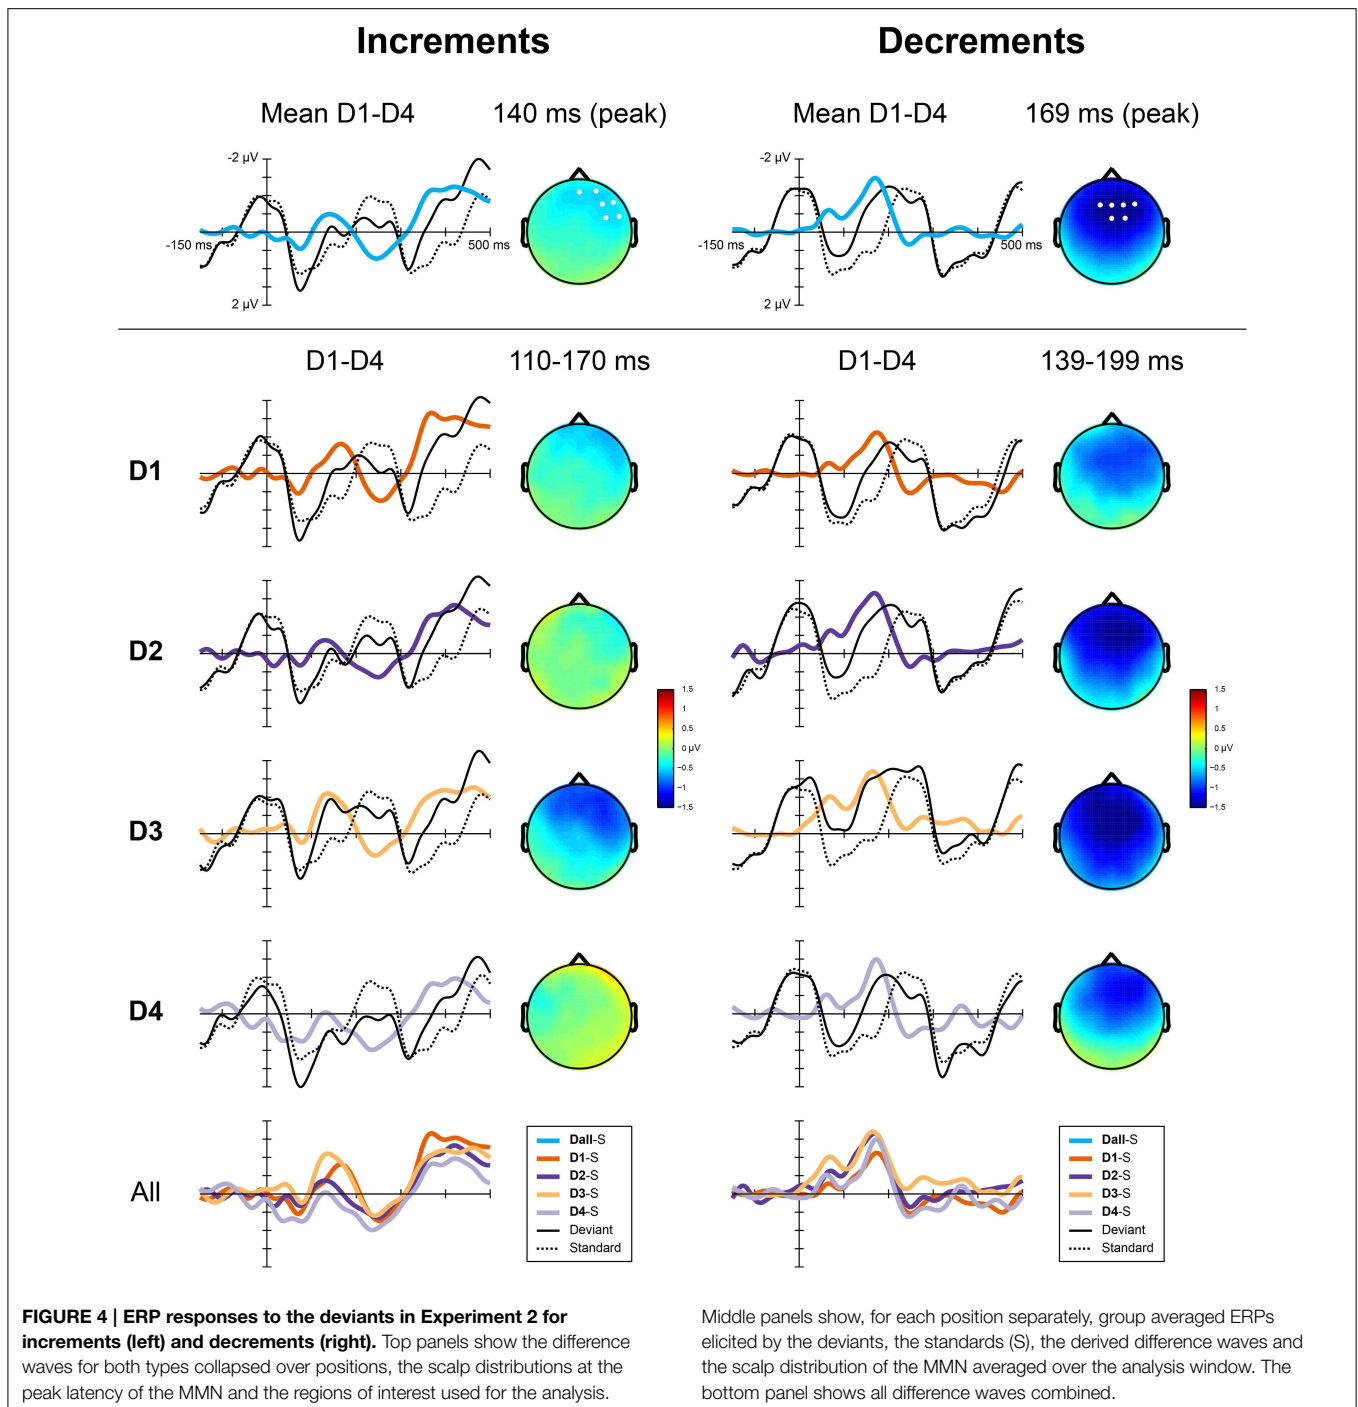 Increments
Decrements
Mean D1-D4
140 ms (peak)
Mean D1-D4
169 ms (peak)
-2 µV
-150 ms
500 ms
2 µV
-2 µV
-150 ms
500 ms
2 µV
D1-D4
110-170 ms
D1-D4
139-199 ms
D1
D2
1.5
1
0.5
0 µV
−0.5
−1
−1.5
1.5
1
0.5
0 µV
−0.5
−1
−1.5
D3
D4
All
Dall-S
D1-S
D2-S
D3-S
D4-S
Deviant
Standard
Dall-S
D1-S
D2-S
D3-S
D4-S
Deviant
Standard
FIGURE 4 | ERP responses to the deviants in Experiment 2 for
increments (left) and decrements (right). Top panels show the difference
waves for both types collapsed over positions, the scalp distributions at the
peak latency of the MMN and the regions of interest used for the analysis.
Middle panels show, for each position separately, group averaged ERPs
elicited by the deviants, the standards (S), the derived difference waves and
the scalp distribution of the MMN averaged over the analysis window. The
bottom panel shows all difference waves combined.